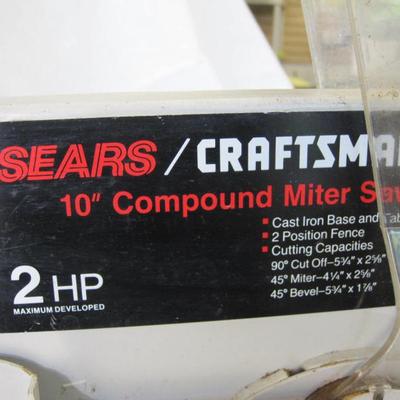 SEARS / CRAFTSMA
10" Compound Miter Saw
▪ Cast Iron Base and Tab
▪ 2 Position Fence
▪ Cutting Capacities
90° Cut Off–5¾" x 2⅝"
45° Miter–4¼" x 2⅝"
45° Bevel–5¾" x 1⅞"
2 HP
MAXIMUM DEVELOPED